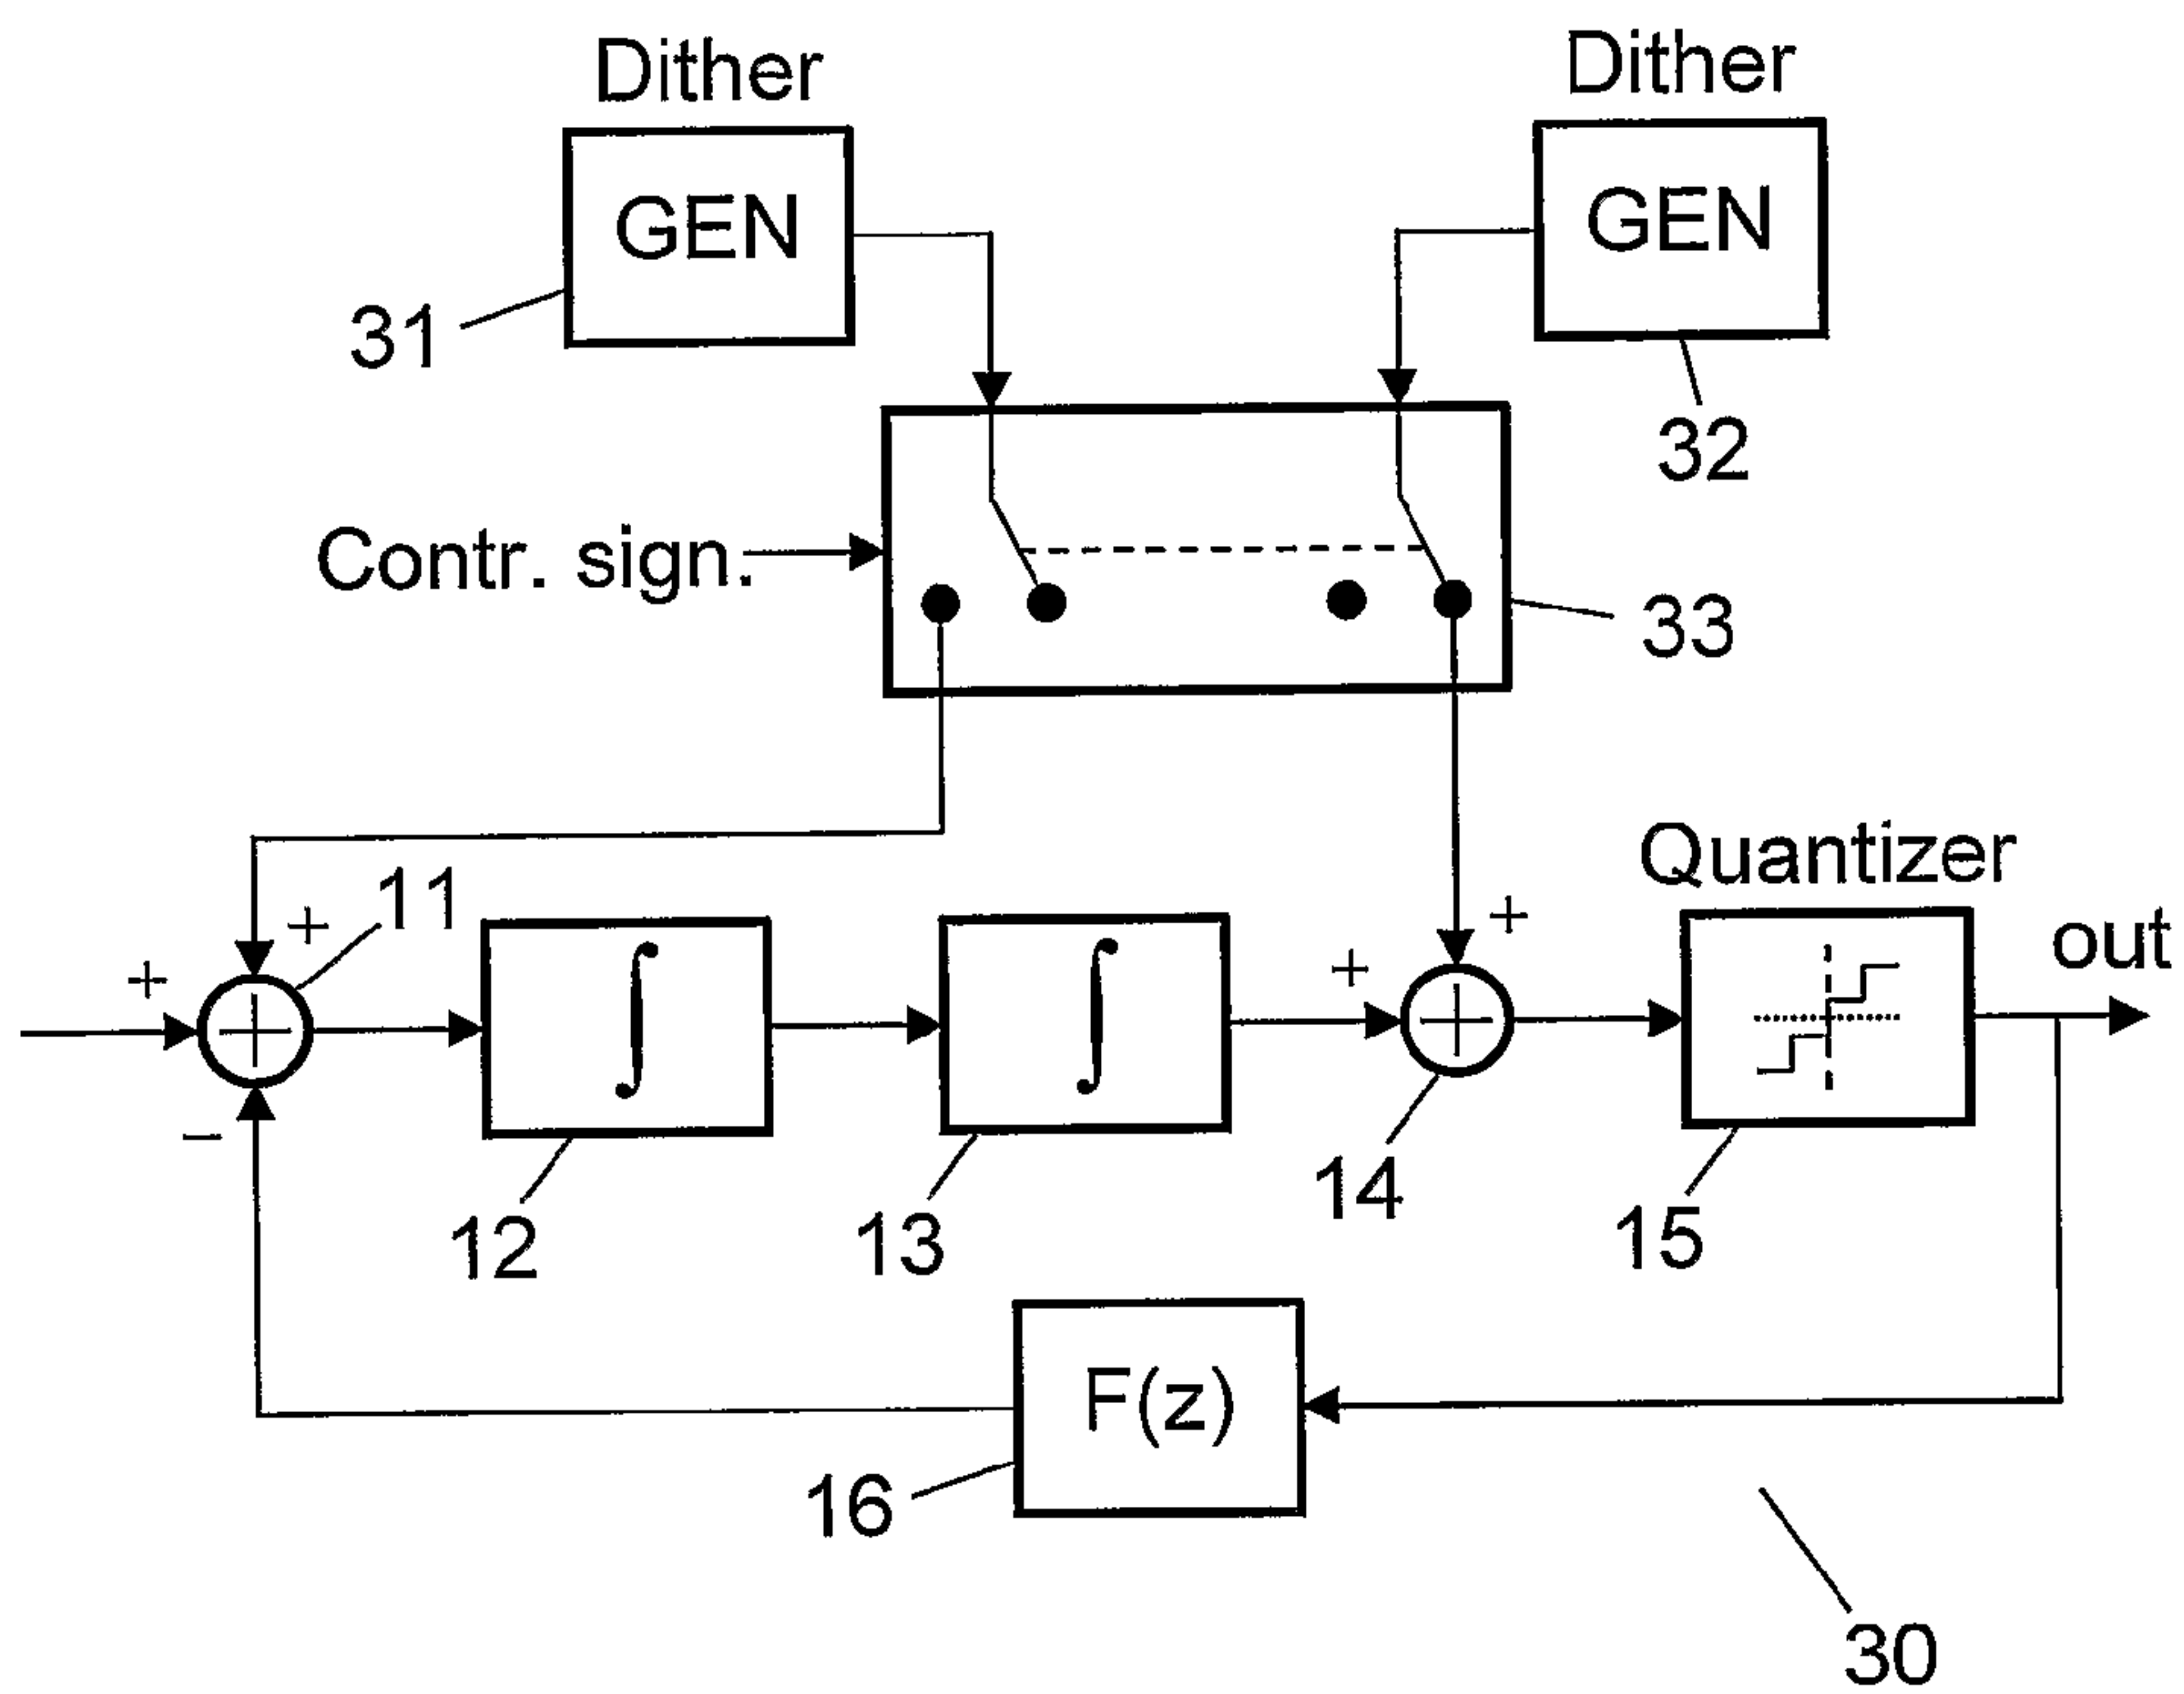 Dither
Dither
GEN
GEN
31
32
Contr. sign.
33
Quantizer
+
11
+
out
+
+
−
∫
∫
12
13
14
15
F(z)
16
30